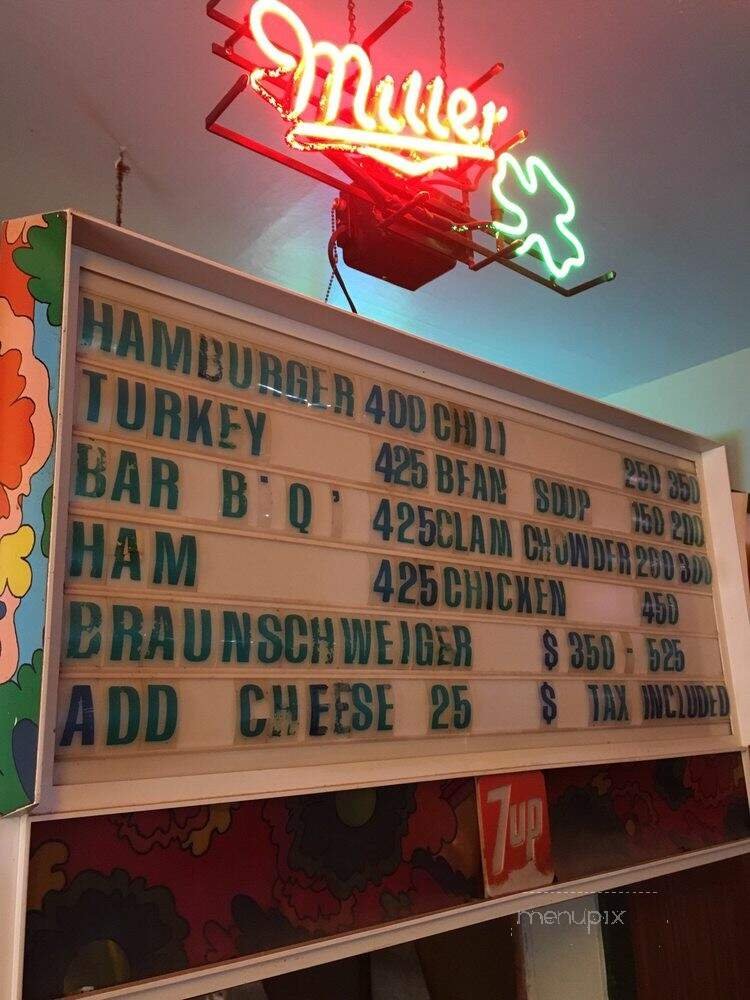 Miller
HAMBURGER 400 CHILI 250 350
TURKEY 425 BEAN SOUP 150 200
BAR B'Q' 425 CLAM CHOWDER 200 300
HAM 425 CHICKEN 450
BRAUNSCHWEIGER $ 350 - 525
ADD CHEESE 25 $ TAX INCLUDED
7up
menupix